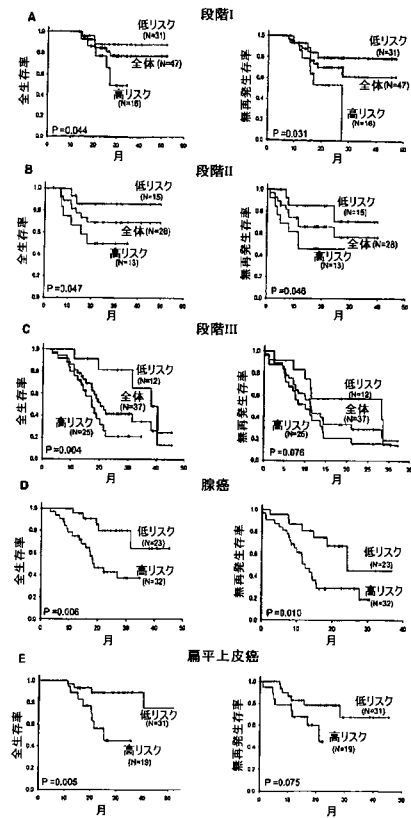 A
段階I
全生存率
低リスク
(N=31)
全体(N=47)
高リスク
(N=16)
P=0.044
月
無再発生存率
低リスク
(N=31)
全体(N=47)
高リスク
(N=16)
P=0.031
月
B
段階II
全生存率
低リスク
(N=15)
全体(N=28)
高リスク
(N=13)
P=0.047
月
無再発生存率
低リスク
(N=15)
全体(N=28)
高リスク
(N=13)
P=0.046
月
C
段階III
全生存率
低リスク
(N=12)
全体
(N=37)
高リスク
(N=25)
P=0.004
月
無再発生存率
低リスク
(N=12)
全体
(N=37)
高リスク
(N=25)
P=0.076
月
D
腺癌
全生存率
低リスク
(N=23)
高リスク
(N=32)
P=0.006
月
無再発生存率
低リスク
(N=23)
高リスク
(N=32)
P=0.010
月
E
扁平上皮癌
全生存率
低リスク
(N=31)
高リスク
(N=19)
P=0.005
月
無再発生存率
低リスク
(N=31)
高リスク
(N=19)
P=0.075
月